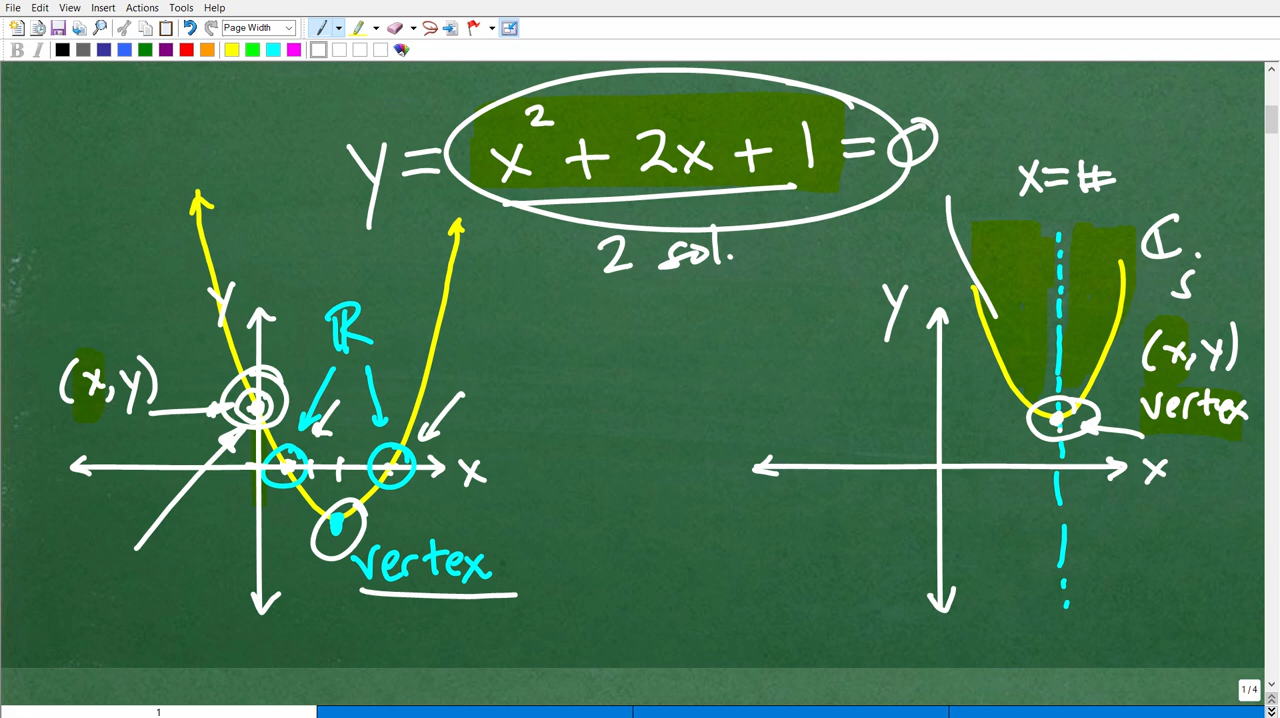 File Edit View Insert Actions Tools Help
Page Width
B I
y = x² + 2x + 1 = 0
2 sol.
x = #
ℂ.
s
y
ℝ
(x,y)
x
vertex
y
(x,y)
vertex
x
1 / 4
1